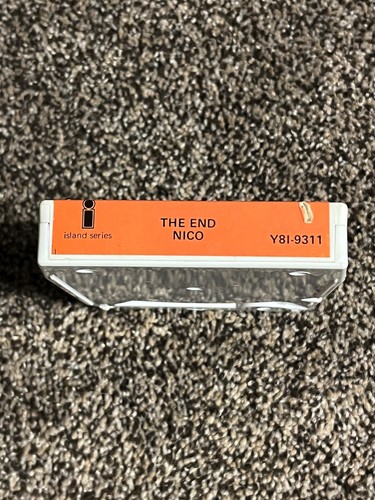 island series
THE END
NICO
Y8I-9311